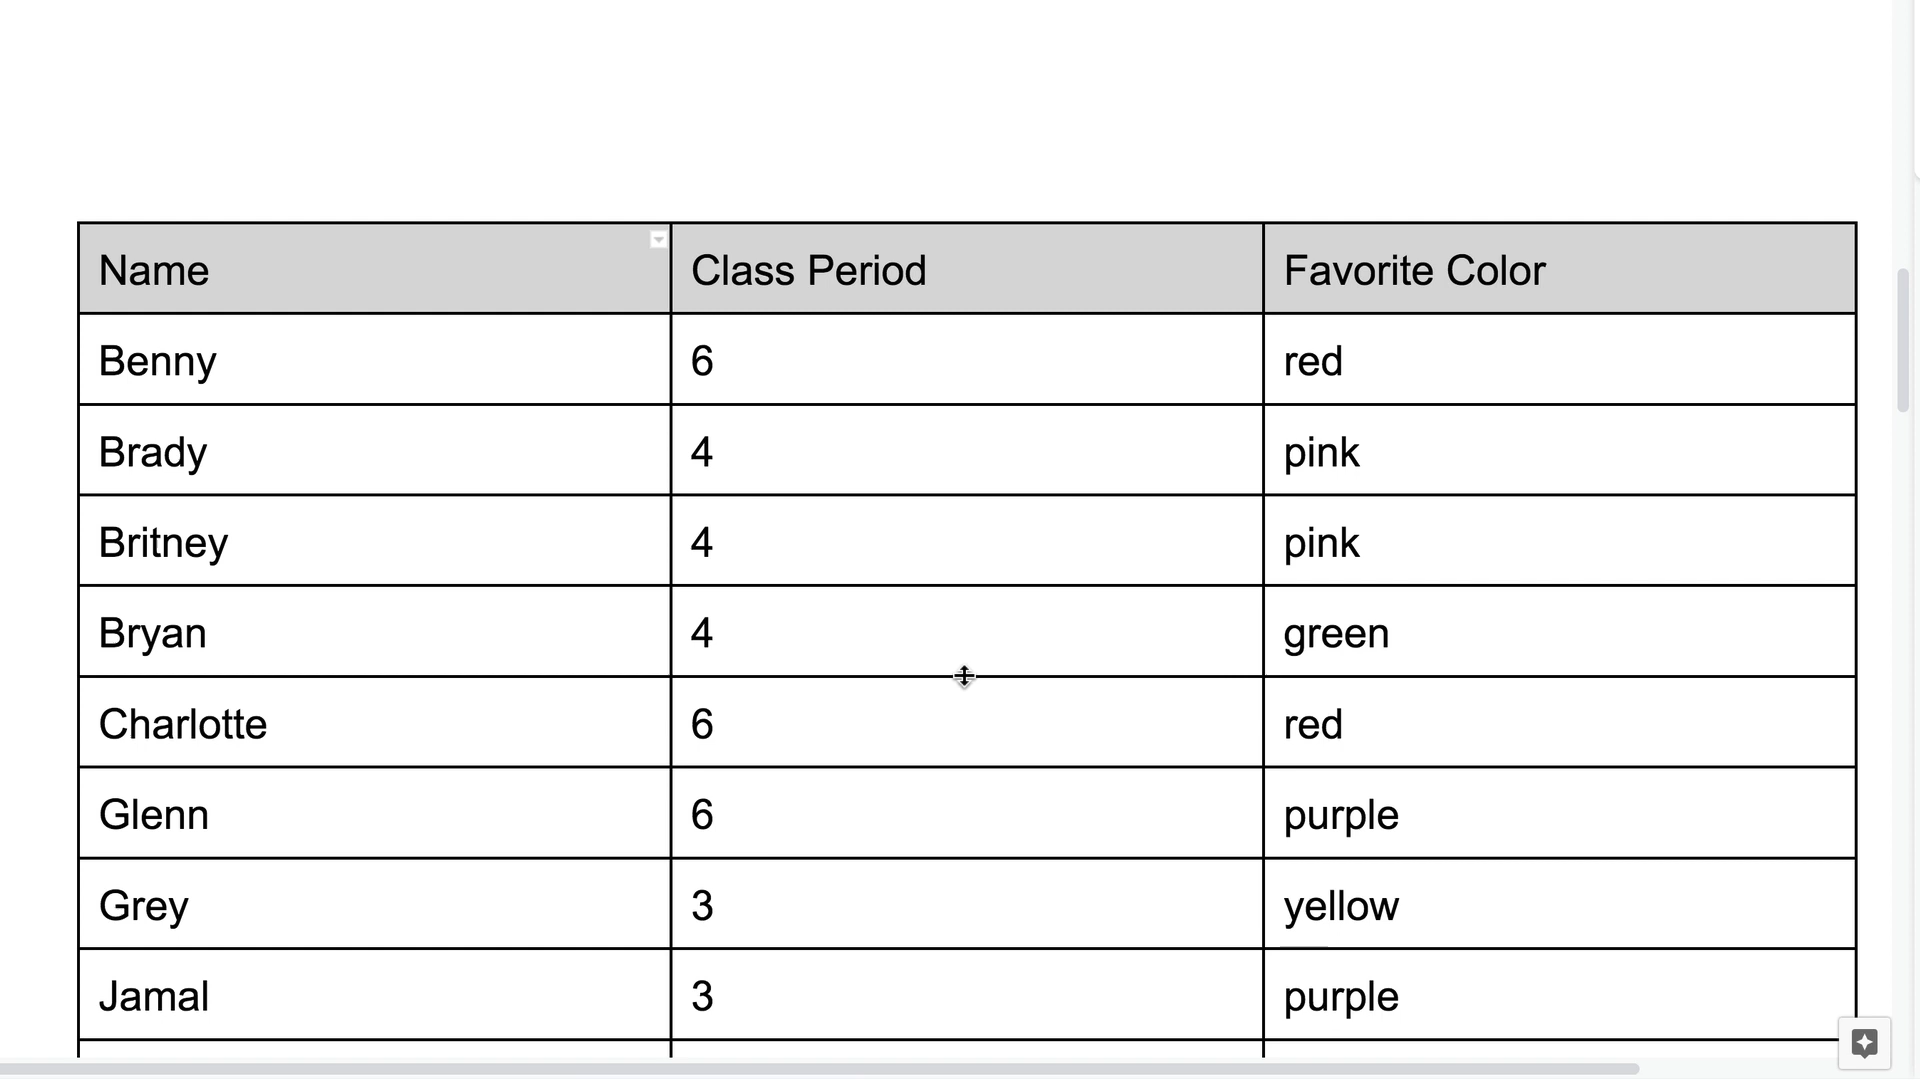 Name Class Period Favorite Color
Benny 6 red
Brady 4 pink
Britney 4 pink
Bryan 4 green
Charlotte 6 red
Glenn 6 purple
Grey 3 yellow
Jamal 3 purple